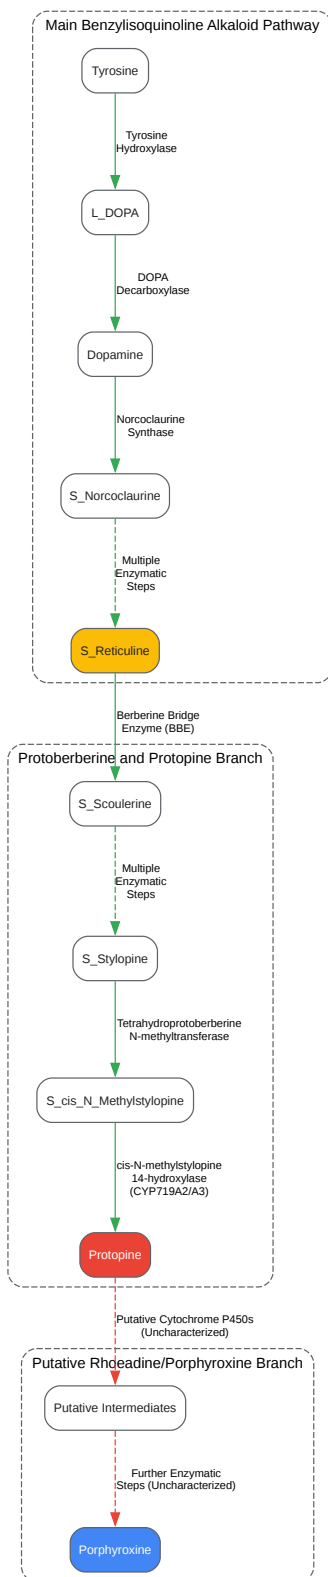 Main Benzylisoquinoline Alkaloid Pathway
Tyrosine
Tyrosine
Hydroxylase
L_DOPA
DOPA
Decarboxylase
Dopamine
Norcoclaurine
Synthase
S_Norcoclaurine
Multiple
Enzymatic
Steps
S_Reticuline
Berberine Bridge
Enzyme (BBE)
Protoberberine and Protopine Branch
S_Scoulerine
Multiple
Enzymatic
Steps
S_Stylopine
Tetrahydroprotoberberine
N-methyltransferase
S_cis_N_Methylstylopine
cis-N-methylstylopine
14-hydroxylase
(CYP719A2/A3)
Protopine
Putative Cytochrome P450s
(Uncharacterized)
Putative Rhoeadine/Porphyroxine Branch
Putative Intermediates
Further Enzymatic
Steps (Uncharacterized)
Porphyroxine